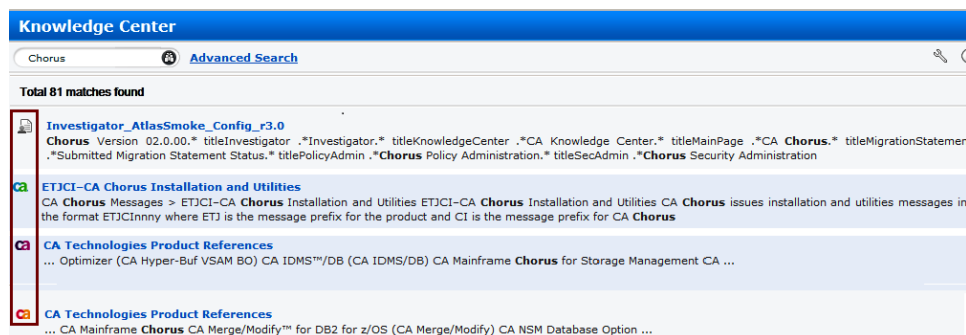 Knowledge Center
Chorus Advanced Search
Total 81 matches found
Investigator_AtlasSmoke_Config_r3.0
Chorus Version 02.0.00.* titleInvestigator .*Investigator.* titleKnowledgeCenter .*CA Knowledge Center.* titleMainPage .*CA Chorus.* titleMigrationStatemen
.*Submitted Migration Statement Status.* titlePolicyAdmin .*Chorus Policy Administration.* titleSecAdmin .*Chorus Security Administration
ca ETJCI-CA Chorus Installation and Utilities
CA Chorus Messages > ETJCI-CA Chorus Installation and Utilities ETJCI-CA Chorus Installation and Utilities CA Chorus issues installation and utilities messages in
the format ETJCInnny where ETJ is the message prefix for the product and CI is the message prefix for CA Chorus
ca CA Technologies Product References
... Optimizer (CA Hyper-Buf VSAM BO) CA IDMS™/DB (CA IDMS/DB) CA Mainframe Chorus for Storage Management CA ...
ca CA Technologies Product References
... CA Mainframe Chorus CA Merge/Modify™ for DB2 for z/OS (CA Merge/Modify) CA NSM Database Option ...